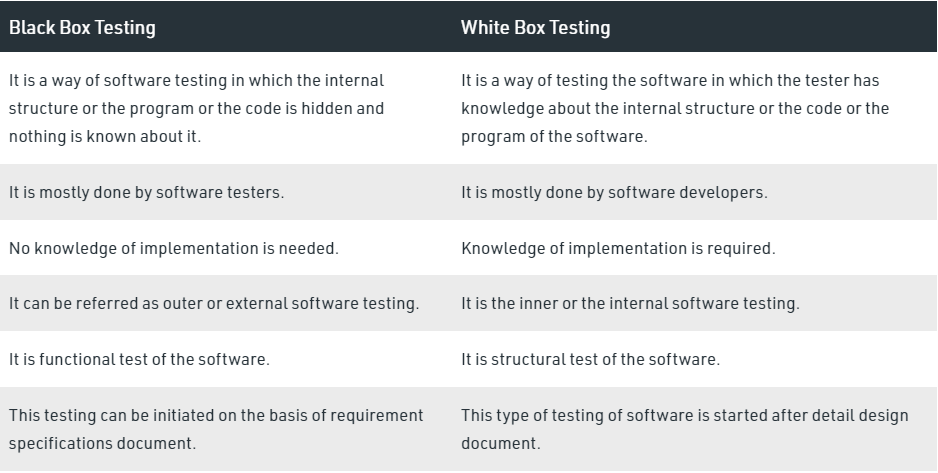 Black Box Testing
White Box Testing
It is a way of software testing in which the internal
structure or the program or the code is hidden and
nothing is known about it.
It is a way of testing the software in which the tester has
knowledge about the internal structure or the code or the
program of the software.
It is mostly done by software testers.
It is mostly done by software developers.
No knowledge of implementation is needed.
Knowledge of implementation is required.
It can be referred as outer or external software testing.
It is the inner or the internal software testing.
It is functional test of the software.
It is structural test of the software.
This testing can be initiated on the basis of requirement
specifications document.
This type of testing of software is started after detail design
document.